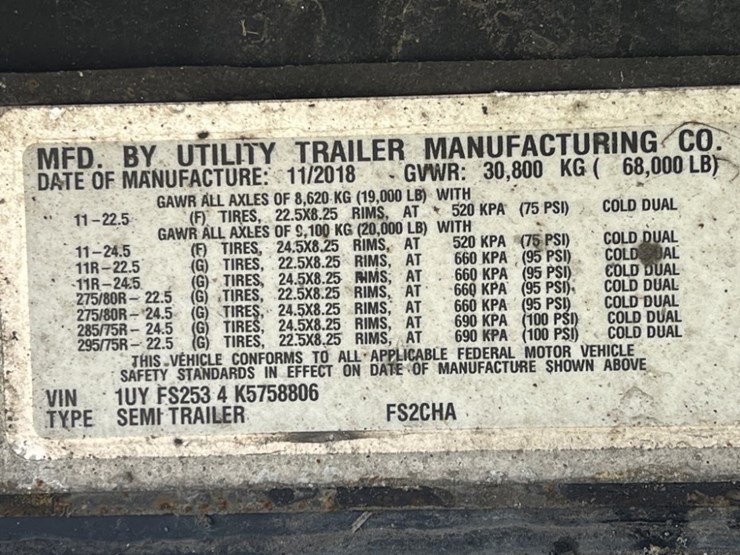 MFD. BY UTILITY TRAILER MANUFACTURING CO.
DATE OF MANUFACTURE: 11/2018 GVWR: 30,800 KG ( 68,000 LB)
GAWR ALL AXLES OF 8,620 KG (19,000 LB) WITH
11-22.5 (F) TIRES, 22.5X8.25 RIMS, AT 520 KPA (75 PSI) COLD DUAL
GAWR ALL AXLES OF 9,100 KG (20,000 LB) WITH
11-24.5 (F) TIRES, 24.5X8.25 RIMS, AT 520 KPA (75 PSI) COLD DUAL
11R-22.5 (G) TIRES, 22.5X8.25 RIMS, AT 660 KPA (95 PSI) COLD DUAL
11R-24.5 (G) TIRES, 24.5X8.25 RIMS, AT 660 KPA (95 PSI) COLD DUAL
275/80R-22.5 (G) TIRES, 22.5X8.25 RIMS, AT 660 KPA (95 PSI) COLD DUAL
275/80R-24.5 (G) TIRES, 24.5X8.25 RIMS, AT 660 KPA (95 PSI) COLD DUAL
285/75R-24.5 (G) TIRES, 24.5X8.25 RIMS, AT 690 KPA (100 PSI) COLD DUAL
295/75R-22.5 (G) TIRES, 22.5X8.25 RIMS, AT 690 KPA (100 PSI) COLD DUAL
THIS VEHICLE CONFORMS TO ALL APPLICABLE FEDERAL MOTOR VEHICLE
SAFETY STANDARDS IN EFFECT ON DATE OF MANUFACTURE SHOWN ABOVE
VIN 1UY FS253 4 K5758806
TYPE SEMI TRAILER FS2CHA